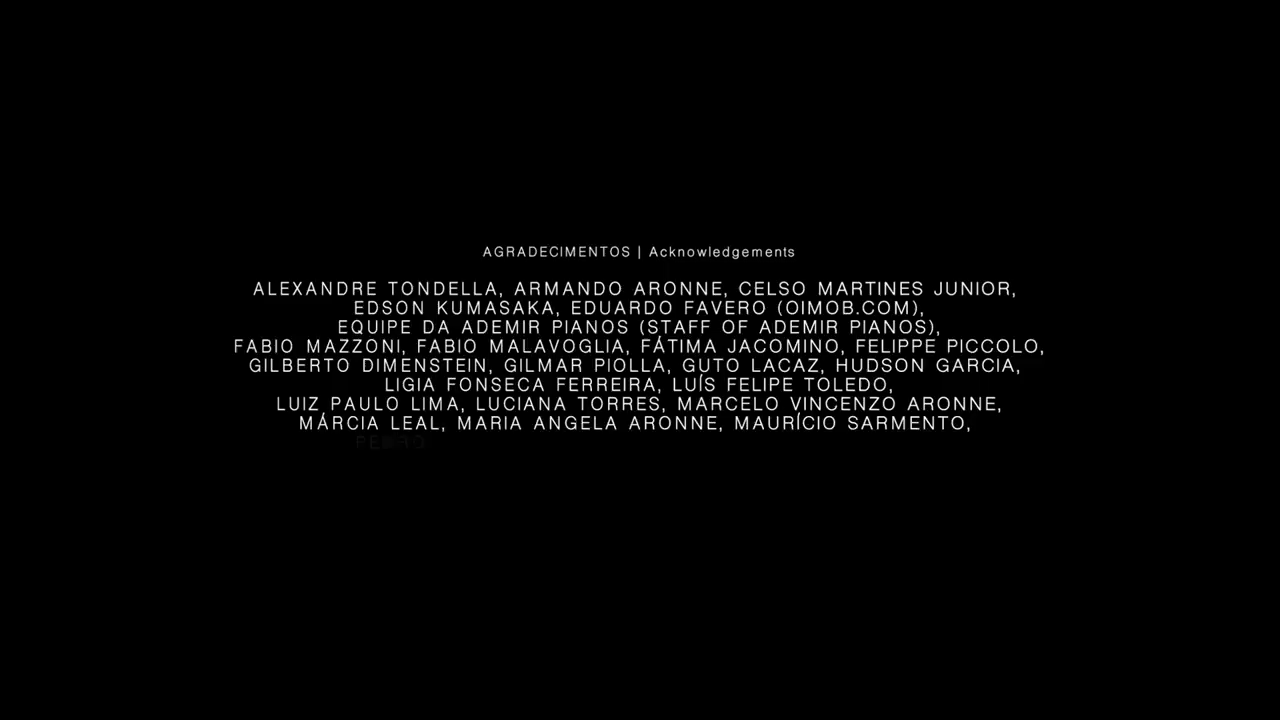 AGRADECIMENTOS | Acknowledgements
ALEXANDRE TONDELLA, ARMANDO ARONNE, CELSO MARTINES JUNIOR,
EDSON KUMASAKA, EDUARDO FAVERO (OIMOB.COM),
EQUIPE DA ADEMIR PIANOS (STAFF OF ADEMIR PIANOS),
FABIO MAZZONI, FABIO MALAVOGLIA, FÁTIMA JACOMINO, FELIPPE PICCOLO,
GILBERTO DIMENSTEIN, GILMAR PIOLLA, GUTO LACAZ, HUDSON GARCIA,
LIGIA FONSECA FERREIRA, LUÍS FELIPE TOLEDO,
LUIZ PAULO LIMA, LUCIANA TORRES, MARCELO VINCENZO ARONNE,
MÁRCIA LEAL, MARIA ANGELA ARONNE, MAURÍCIO SARMENTO,
PEDRO